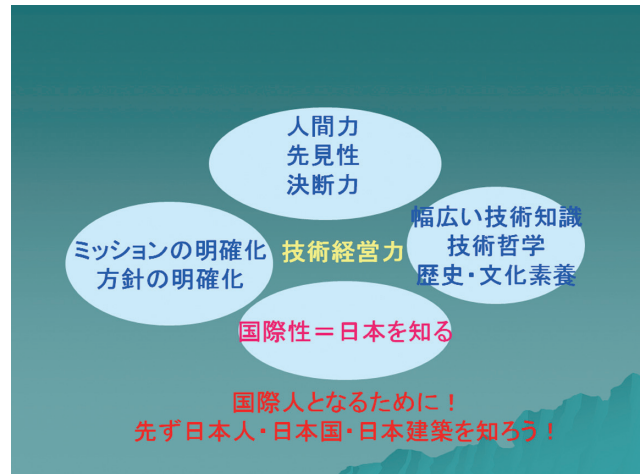 人間力
先見性
決断力
ミッションの明確化
方針の明確化
技術経営力
幅広い技術知識
技術哲学
歴史・文化素養
国際性＝日本を知る
国際人となるために！
先ず日本人・日本国・日本建築を知ろう！